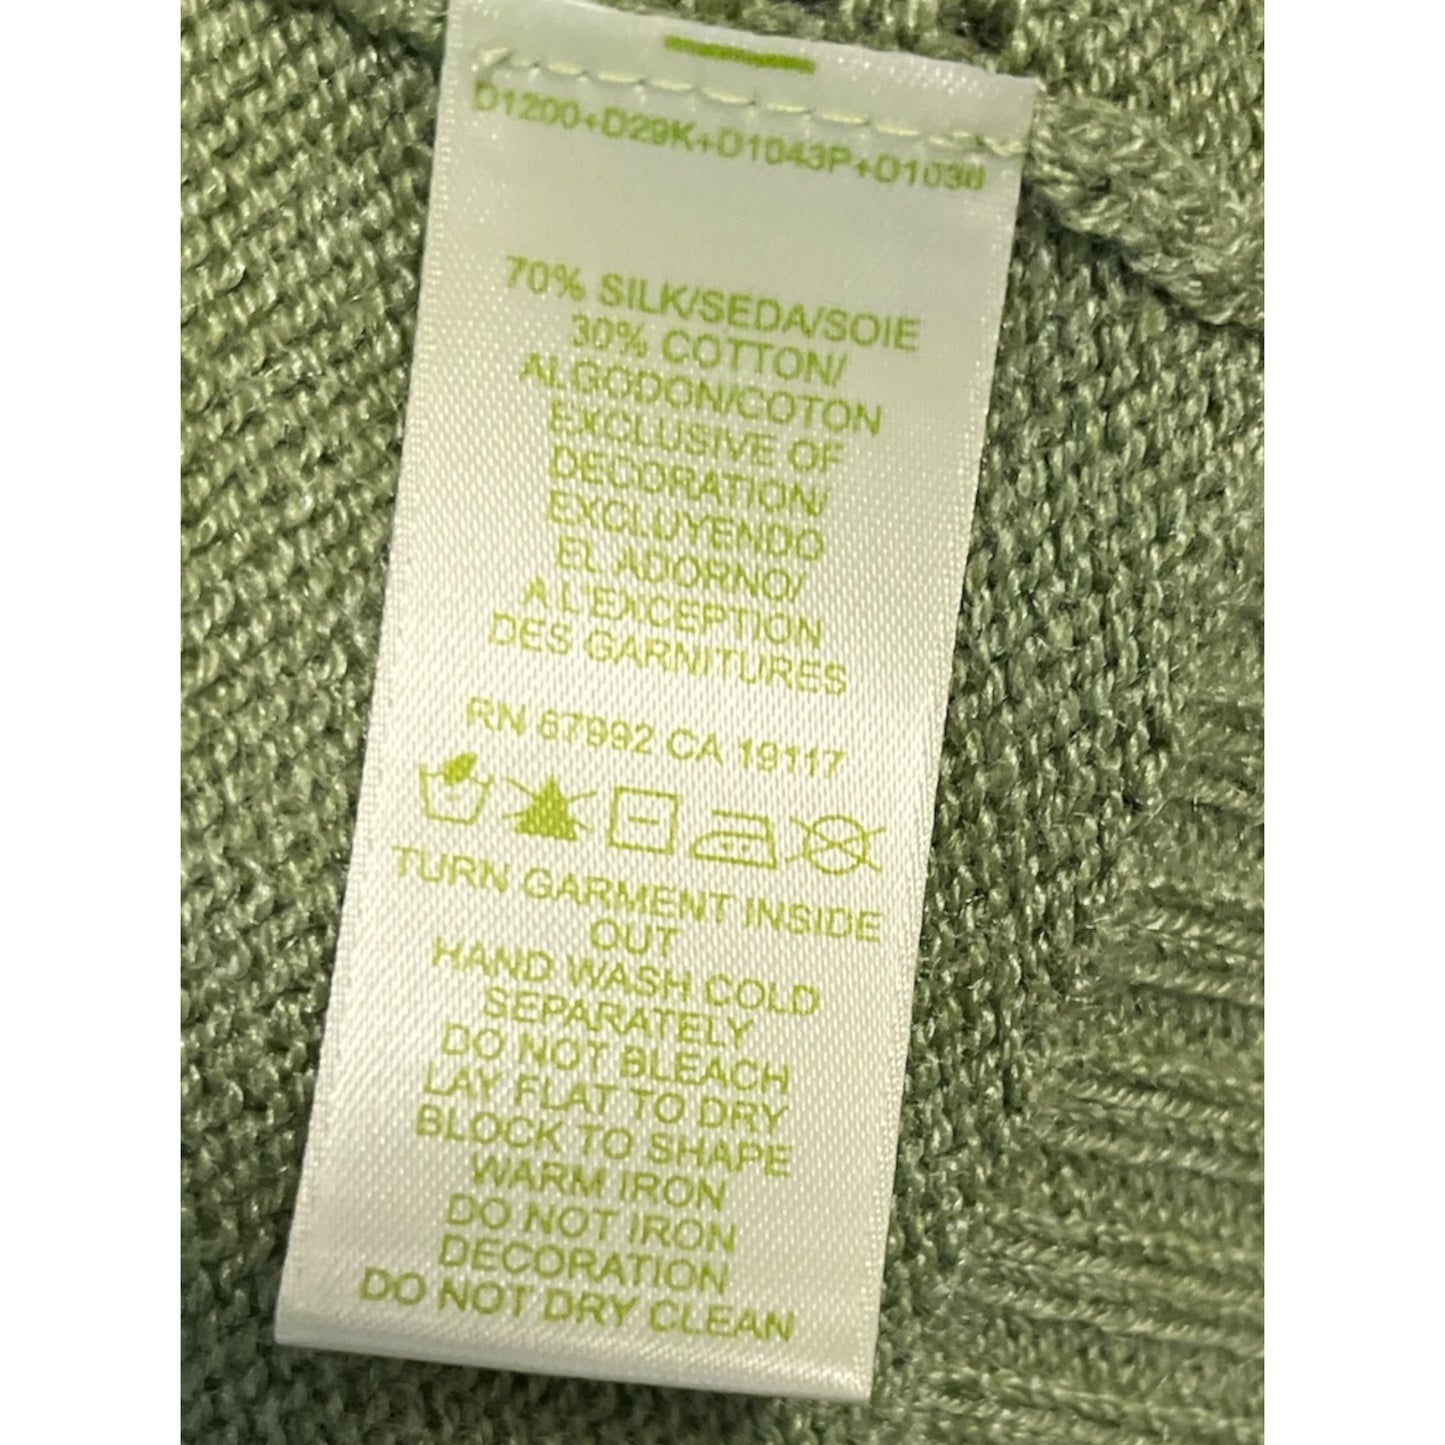 D1200+D29K+D1043P+D1036
70% SILK/SEDA/SOIE
30% COTTON/
ALGODON/COTON
EXCLUSIVE OF
DECORATION/
EXCLUYENDO
EL ADORNO/
A L'EXCEPTION
DES GARNITURES
RN 67992 CA 19117
TURN GARMENT INSIDE
OUT
HAND WASH COLD
SEPARATELY
DO NOT BLEACH
LAY FLAT TO DRY
BLOCK TO SHAPE
WARM IRON
DO NOT IRON
DECORATION
DO NOT DRY CLEAN